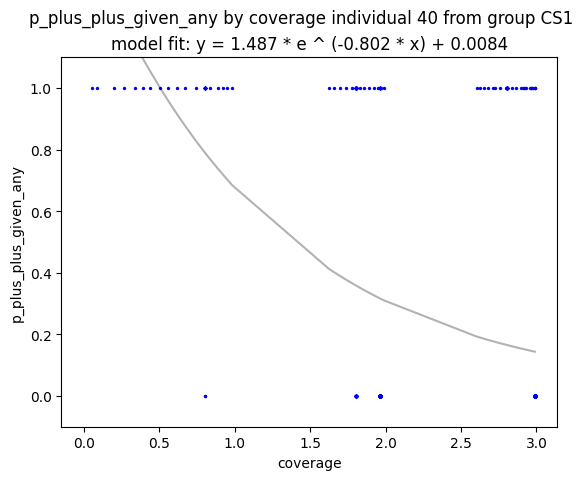 p_plus_plus_given_any by coverage individual 40 from group CS1
model fit: y = 1.487 * e ^ (-0.802 * x) + 0.0084
p_plus_plus_given_any
1.0
0.8
0.6
0.4
0.2
0.0
0.0 0.5 1.0 1.5 2.0 2.5 3.0
coverage